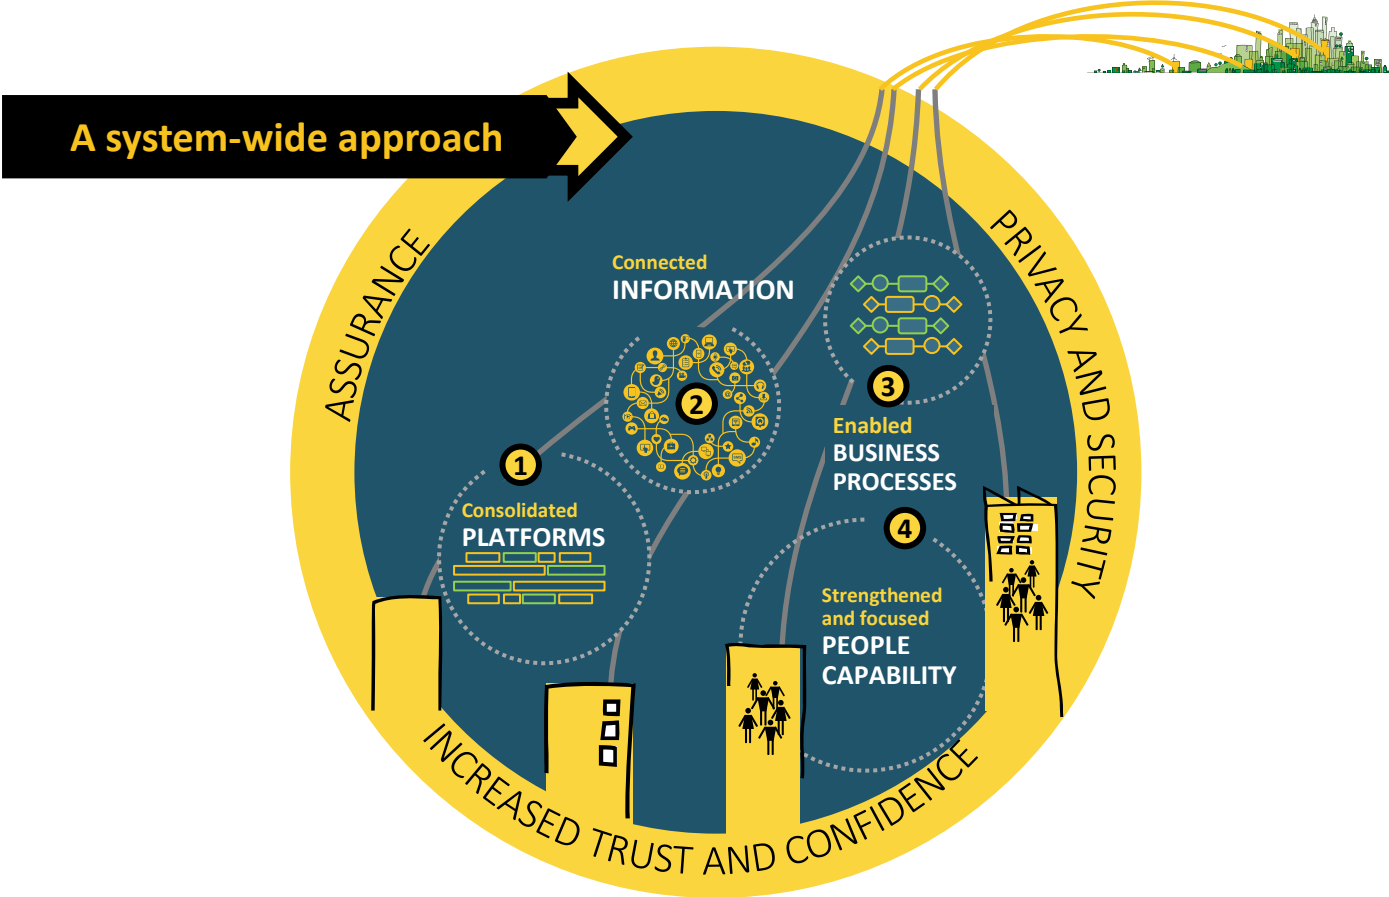 A system-wide approach
ASSURANCE
PRIVACY AND SECURITY
Connected
INFORMATION
2
3
Enabled
BUSINESS
PROCESSES
1
Consolidated
PLATFORMS
4
Strengthened
and focused
PEOPLE
CAPABILITY
INCREASED TRUST AND CONFIDENCE